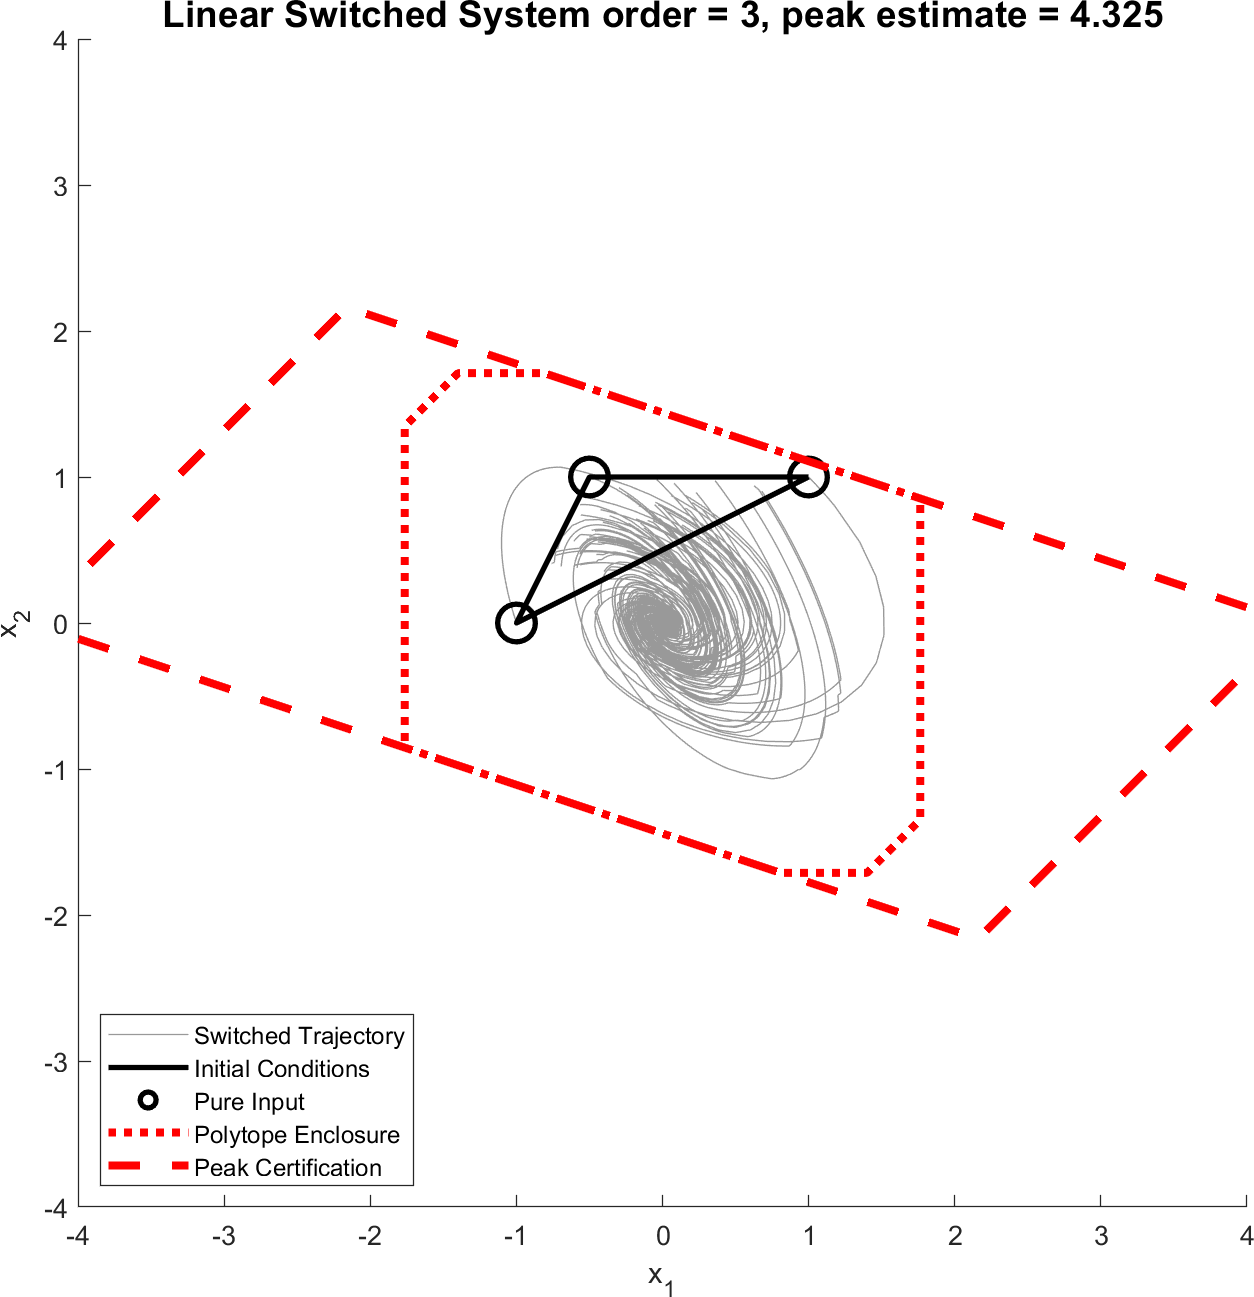 Linear Switched System order = 3, peak estimate = 4.325
4
3
2
1
0
-1
-2
-3
-4
x2
Switched Trajectory
Initial Conditions
Pure Input
Polytope Enclosure
Peak Certification
-4 -3 -2 -1 0 1 2 3 4
x1